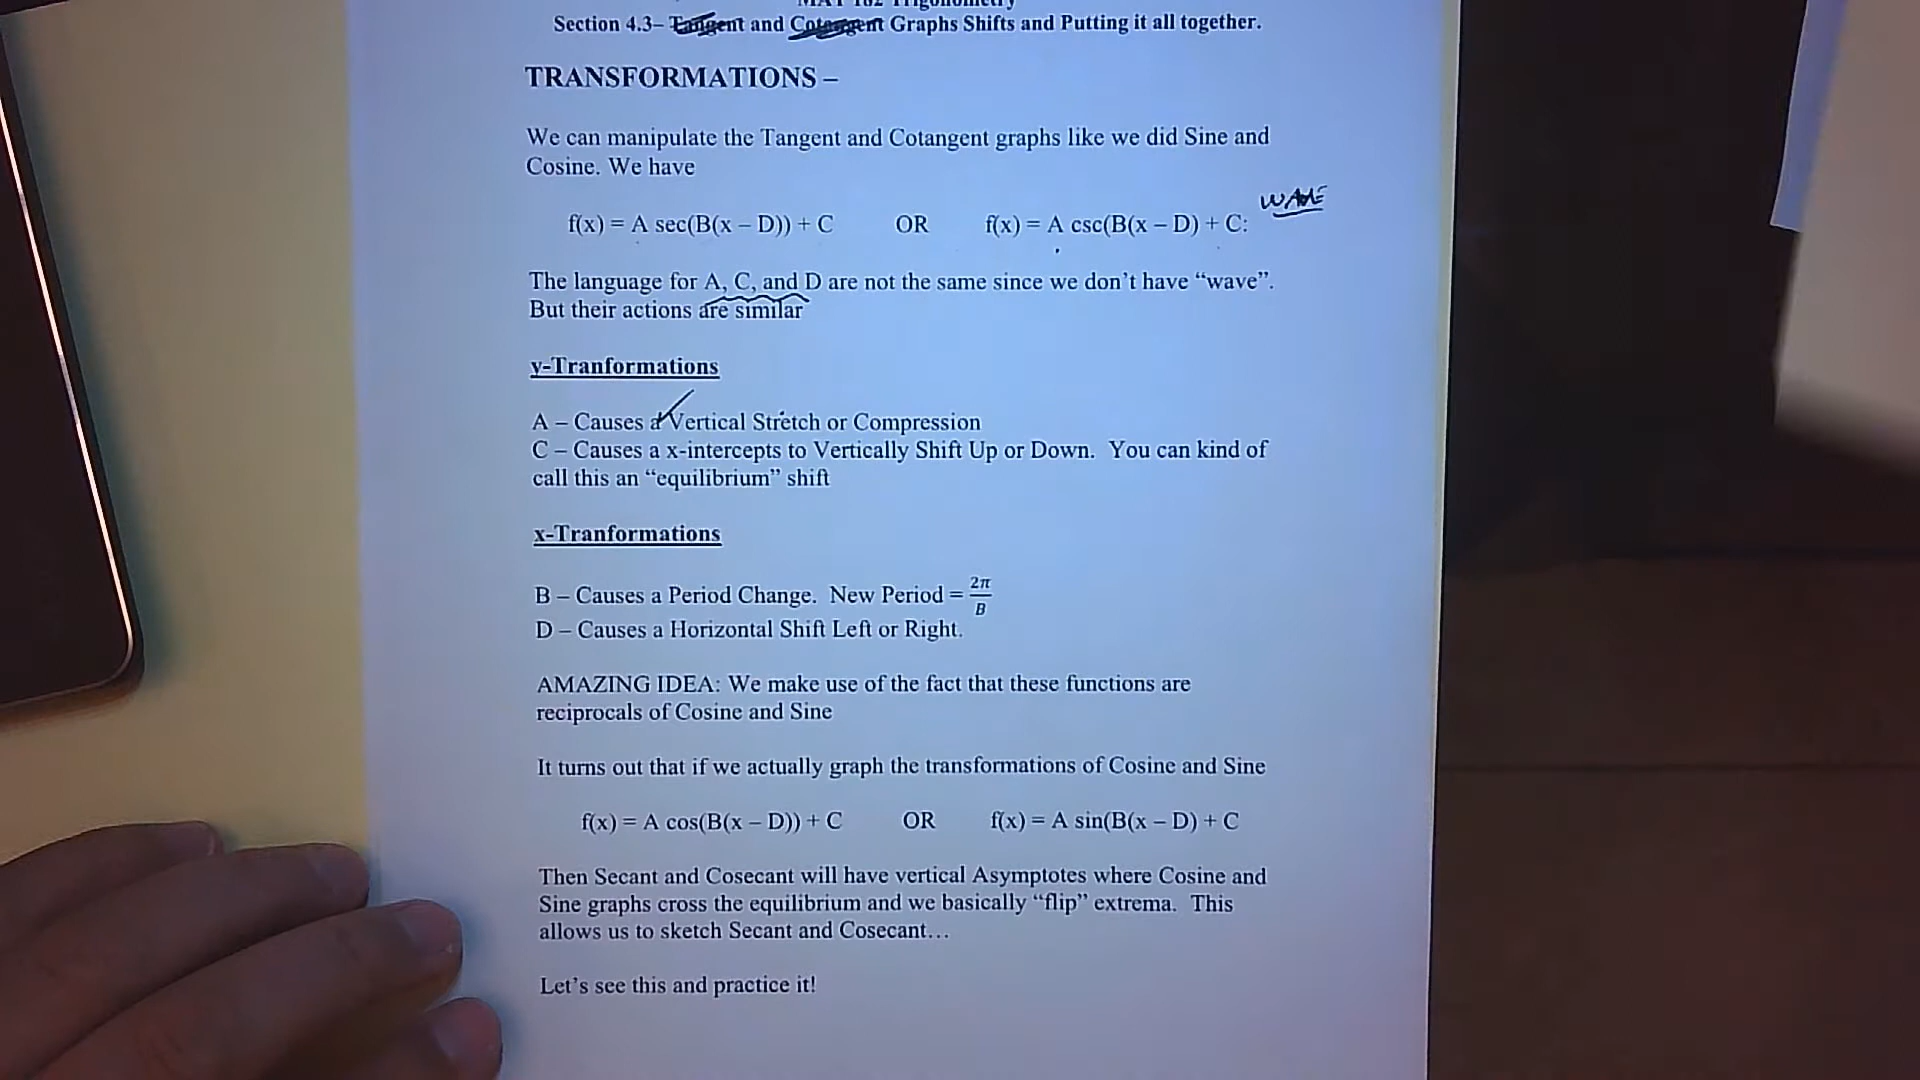 MAT 182 Trigonometry
Section 4.3– Tangent and Cotangent Graphs Shifts and Putting it all together.
TRANSFORMATIONS –
We can manipulate the Tangent and Cotangent graphs like we did Sine and
Cosine. We have
WAVE
f(x) = A sec(B(x – D)) + C OR f(x) = A csc(B(x – D) + C:
The language for A, C, and D are not the same since we don't have “wave”.
But their actions are similar
y-Tranformations
A – Causes a Vertical Stretch or Compression
C – Causes a x-intercepts to Vertically Shift Up or Down. You can kind of
call this an “equilibrium” shift
x-Tranformations
B – Causes a Period Change. New Period = 2π/B
D – Causes a Horizontal Shift Left or Right.
AMAZING IDEA: We make use of the fact that these functions are
reciprocals of Cosine and Sine
It turns out that if we actually graph the transformations of Cosine and Sine
f(x) = A cos(B(x – D)) + C OR f(x) = A sin(B(x – D) + C
Then Secant and Cosecant will have vertical Asymptotes where Cosine and
Sine graphs cross the equilibrium and we basically “flip” extrema. This
allows us to sketch Secant and Cosecant…
Let's see this and practice it!